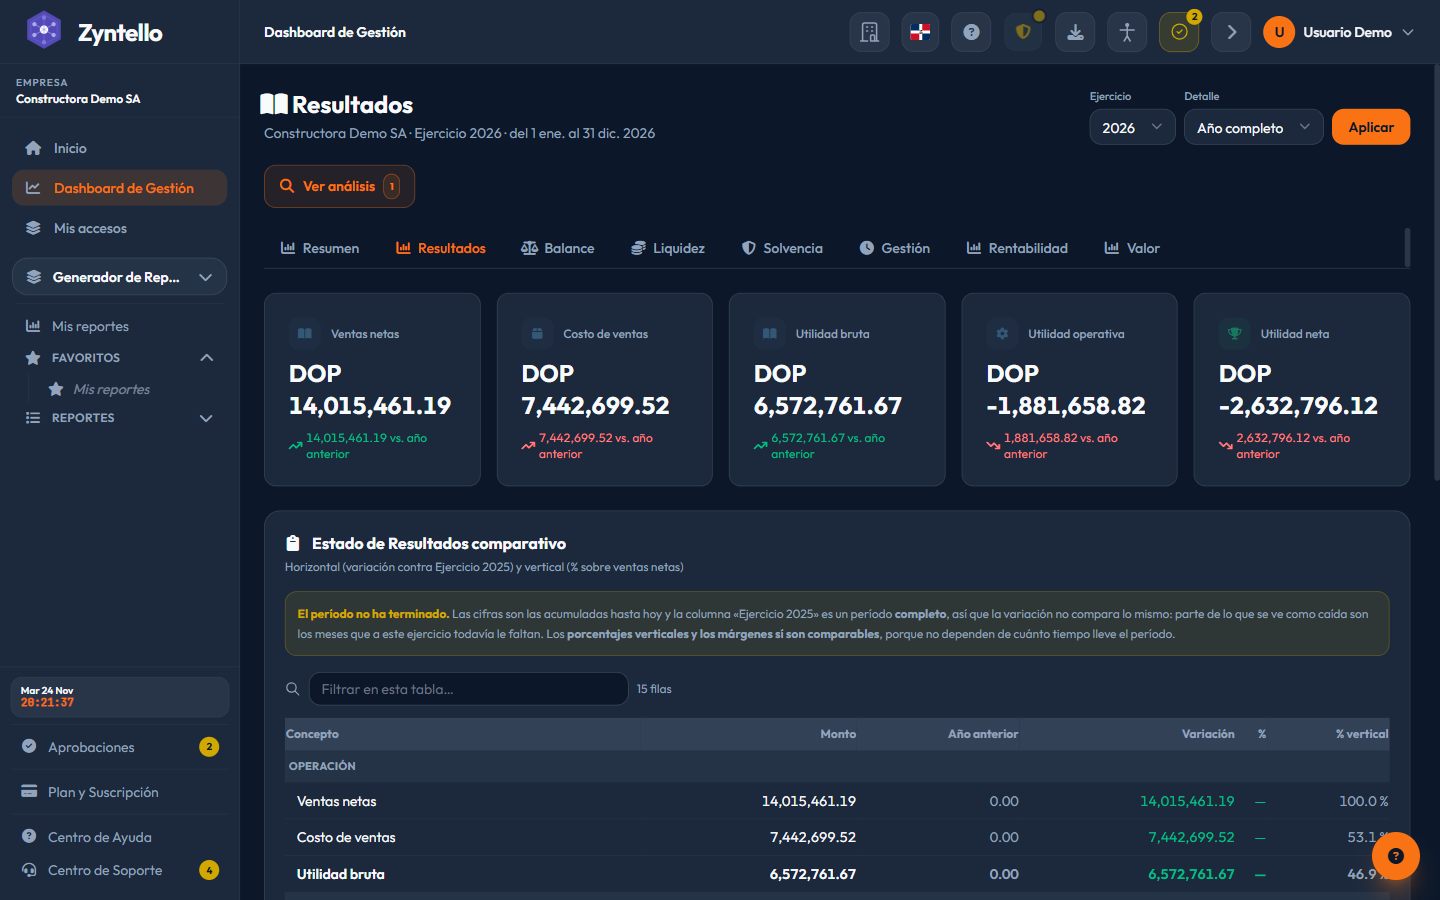 Zyntello
Dashboard de Gestión
2
U
Usuario Demo
EMPRESA
Constructora Demo SA
Inicio
Dashboard de Gestión
Mis accesos
Generador de Rep...
Mis reportes
FAVORITOS
Mis reportes
REPORTES
Mar 24 Nov
20:21:37
Aprobaciones
2
Plan y Suscripción
Centro de Ayuda
Centro de Soporte
4
Resultados
Constructora Demo SA · Ejercicio 2026 · del 1 ene. al 31 dic. 2026
Ejercicio
Detalle
2026
Año completo
Aplicar
Ver análisis
1
Resumen
Resultados
Balance
Liquidez
Solvencia
Gestión
Rentabilidad
Valor
Ventas netas
DOP
14,015,461.19
14,015,461.19 vs. año
anterior
Costo de ventas
DOP
7,442,699.52
7,442,699.52 vs. año
anterior
Utilidad bruta
DOP
6,572,761.67
6,572,761.67 vs. año
anterior
Utilidad operativa
DOP
-1,881,658.82
1,881,658.82 vs. año
anterior
Utilidad neta
DOP
-2,632,796.12
2,632,796.12 vs. año
anterior
Estado de Resultados comparativo
Horizontal (variación contra Ejercicio 2025) y vertical (% sobre ventas netas)
El período no ha terminado. Las cifras son las acumuladas hasta hoy y la columna «Ejercicio 2025» es un período completo, así que la variación no compara lo mismo: parte de lo que se ve como caída son
los meses que a este ejercicio todavía le faltan. Los porcentajes verticales y los márgenes sí son comparables, porque no dependen de cuánto tiempo lleve el período.
Filtrar en esta tabla...
15 filas
Concepto Monto Año anterior Variación % % vertical
OPERACIÓN
Ventas netas 14,015,461.19 0.00 14,015,461.19 — 100.0 %
Costo de ventas 7,442,699.52 0.00 7,442,699.52 — 53.1 %
Utilidad bruta 6,572,761.67 0.00 6,572,761.67 — 46.9